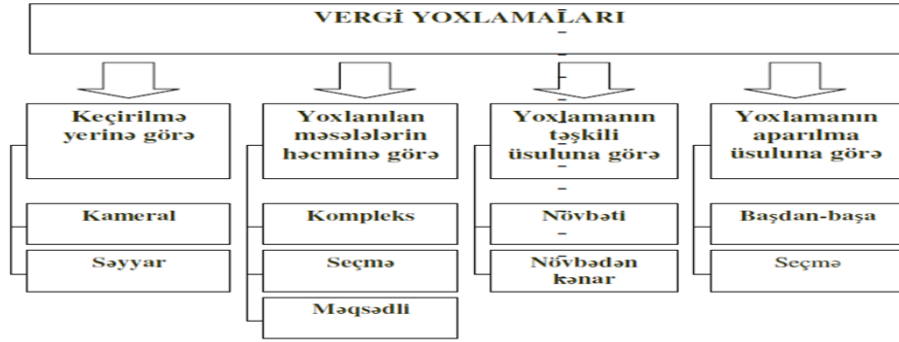 VERGİ YOXLAMALARI
Keçirilmə
yerinə görə
Kameral
Səyyar
Yoxlanılan
məsələlərin
həcminə görə
Kompleks
Seçmə
Məqsədli
Yoxlamanın
təşkili
üsuluna görə
Növbəti
Növbədən
kənar
Yoxlamanın
aparılma
üsuluna görə
Başdan-başa
Seçmə